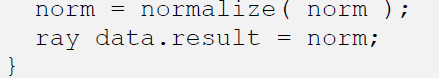 norm = normalize( norm );
ray data.result = norm;
}